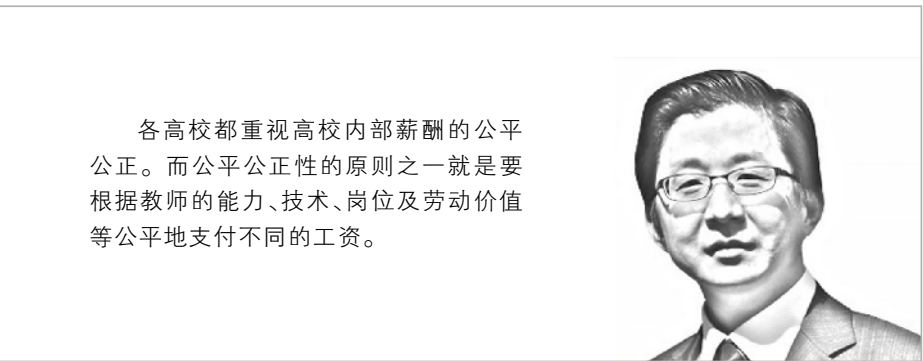 各高校都重视高校内部薪酬的公平
公正。而公平公正性的原则之一就是要
根据教师的能力、技术、岗位及劳动价值
等公平地支付不同的工资。